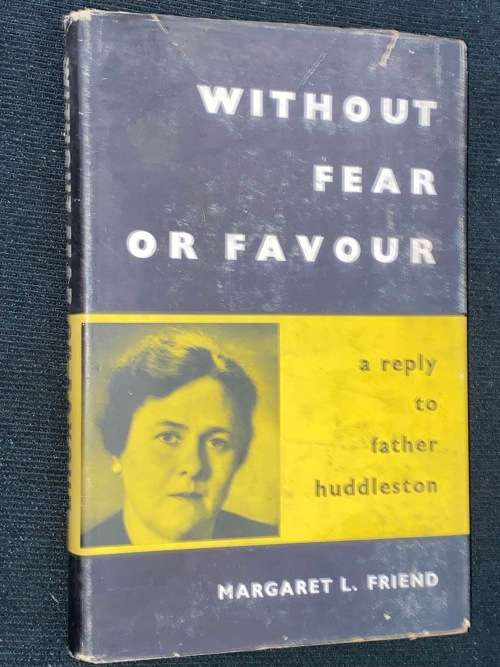 WITHOUT
FEAR
OR FAVOUR
a reply
to
father
huddleston
MARGARET L. FRIEND